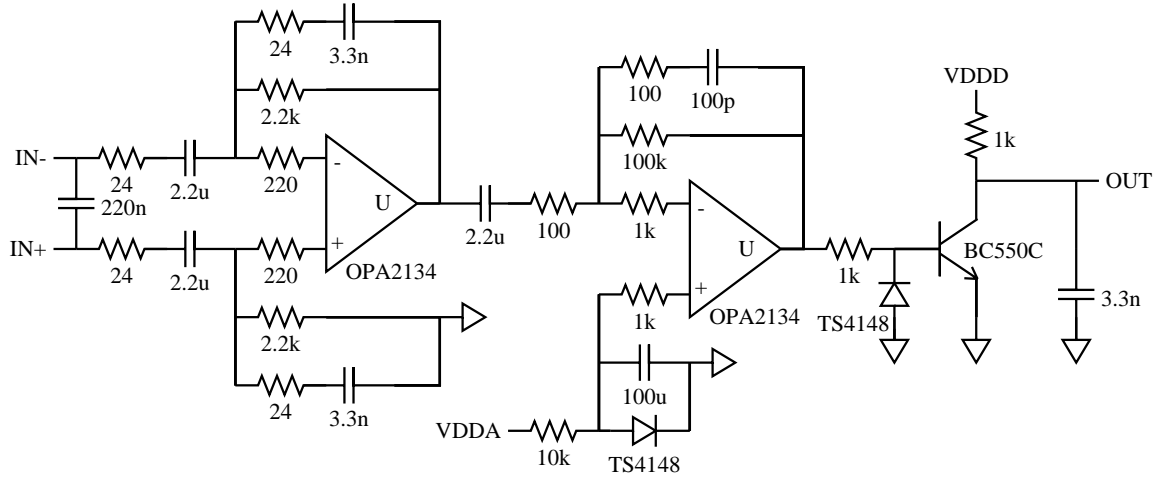 24
3.3n
2.2k
IN-
24
2.2u
220
-
U
220n
IN+
24
2.2u
220
+
OPA2134
2.2k
24
3.3n
2.2u
100
100
100p
100k
1k
-
U
1k
+
OPA2134
100u
VDDA
10k
TS4148
1k
TS4148
VDDD
1k
OUT
BC550C
3.3n